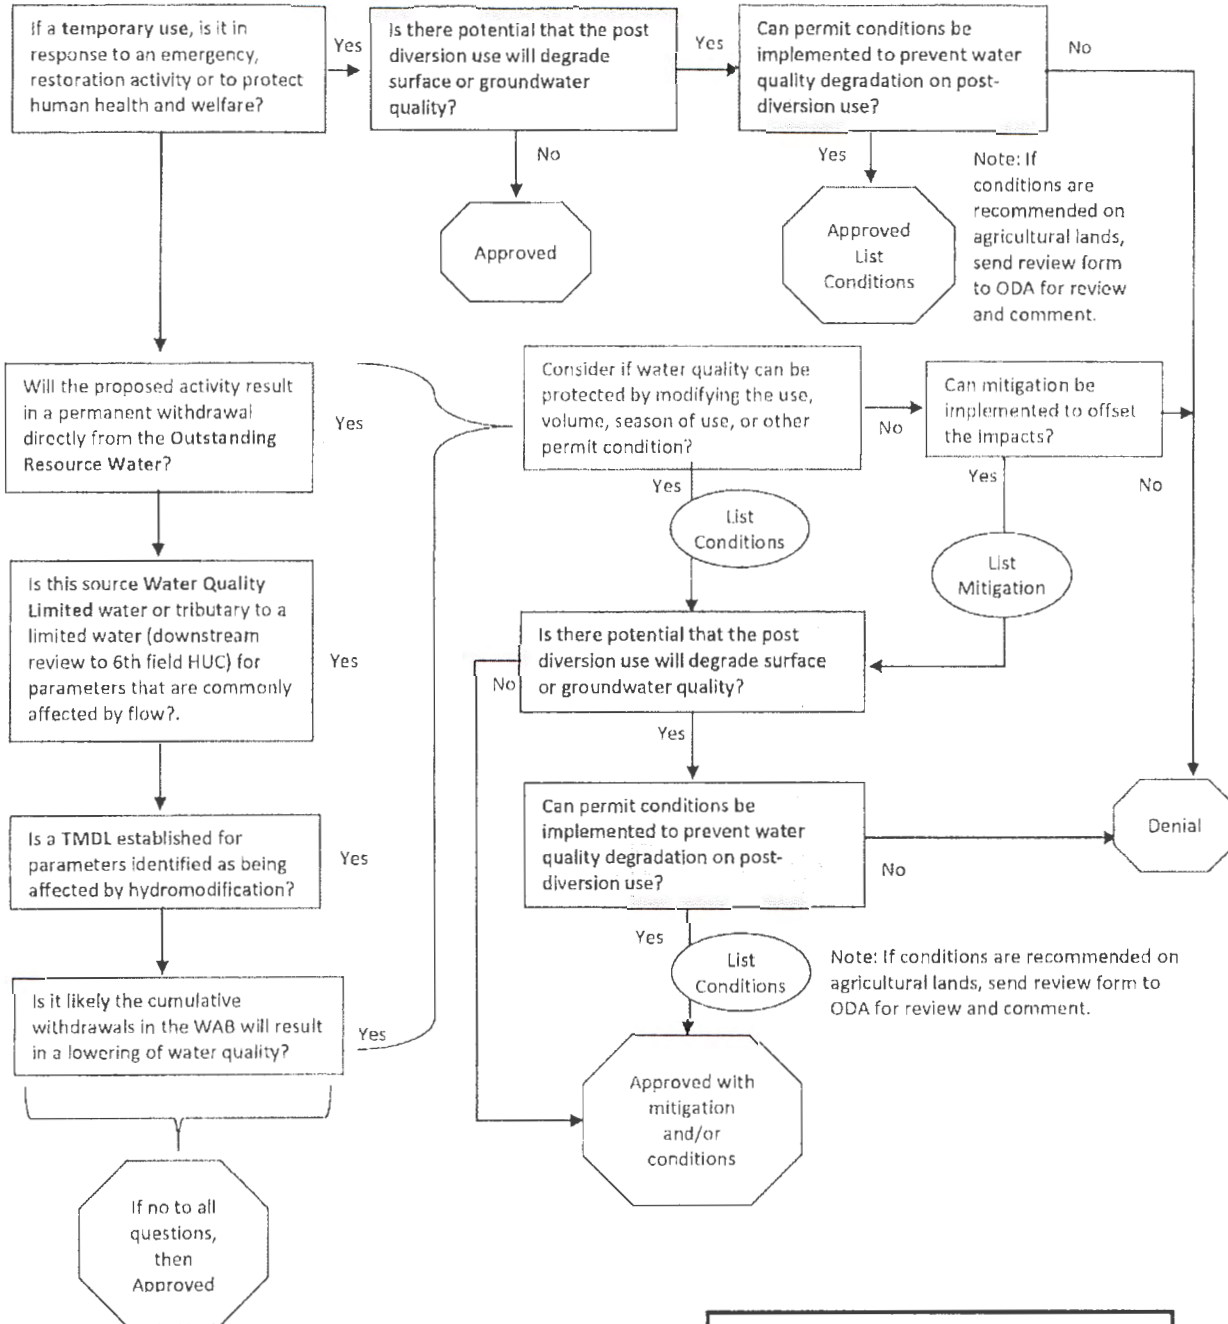 If a temporary use, is it in
response to an emergency,
restoration activity or to protect
human health and welfare?
Yes
Is there potential that the post
diversion use will degrade
surface or groundwater
quality?
Yes
Can permit conditions be
implemented to prevent water
quality degradation on post-
diversion use?
No
No
Approved
Yes
Approved
List
Conditions
Note: If
conditions are
recommended on
agricultural lands,
send review form
to ODA for review
and comment.
Will the proposed activity result
in a permanent withdrawal
directly from the Outstanding
Resource Water?
Yes
Consider if water quality can be
protected by modifying the use,
volume, season of use, or other
permit condition?
No
Can mitigation be
implemented to offset
the impacts?
Yes
List
Conditions
Yes
No
List
Mitigation
Is this source Water Quality
Limited water or tributary to a
limited water (downstream
review to 6th field HUC) for
parameters that are commonly
affected by flow?.
Yes
Is there potential that the post
diversion use will degrade surface
or groundwater quality?
No
Yes
Is a TMDL established for
parameters identified as being
affected by hydromodification?
Yes
Can permit conditions be
implemented to prevent water
quality degradation on post-
diversion use?
No
Denial
Yes
List
Conditions
Note: If conditions are recommended on
agricultural lands, send review form to
ODA for review and comment.
Is it likely the cumulative
withdrawals in the WAB will result
in a lowering of water quality?
Yes
Approved with
mitigation
and/or
conditions
If no to all
questions,
then
Approved